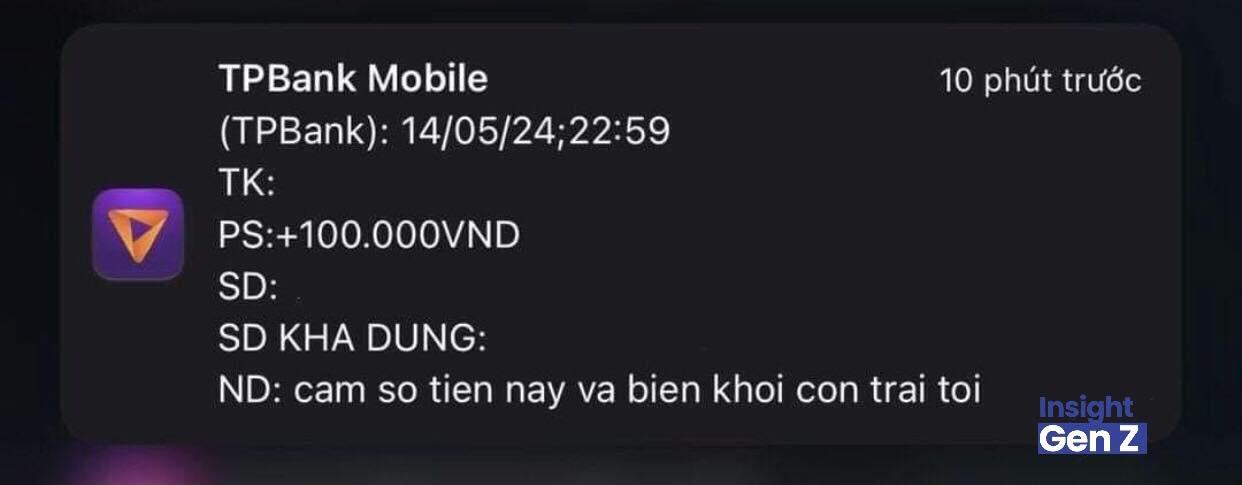 TPBank Mobile
10 phút trước
(TPBank): 14/05/24;22:59
TK:
PS:+100.000VND
SD:
SD KHA DUNG:
ND: cam so tien nay va bien khoi con trai toi
Insight
Gen Z